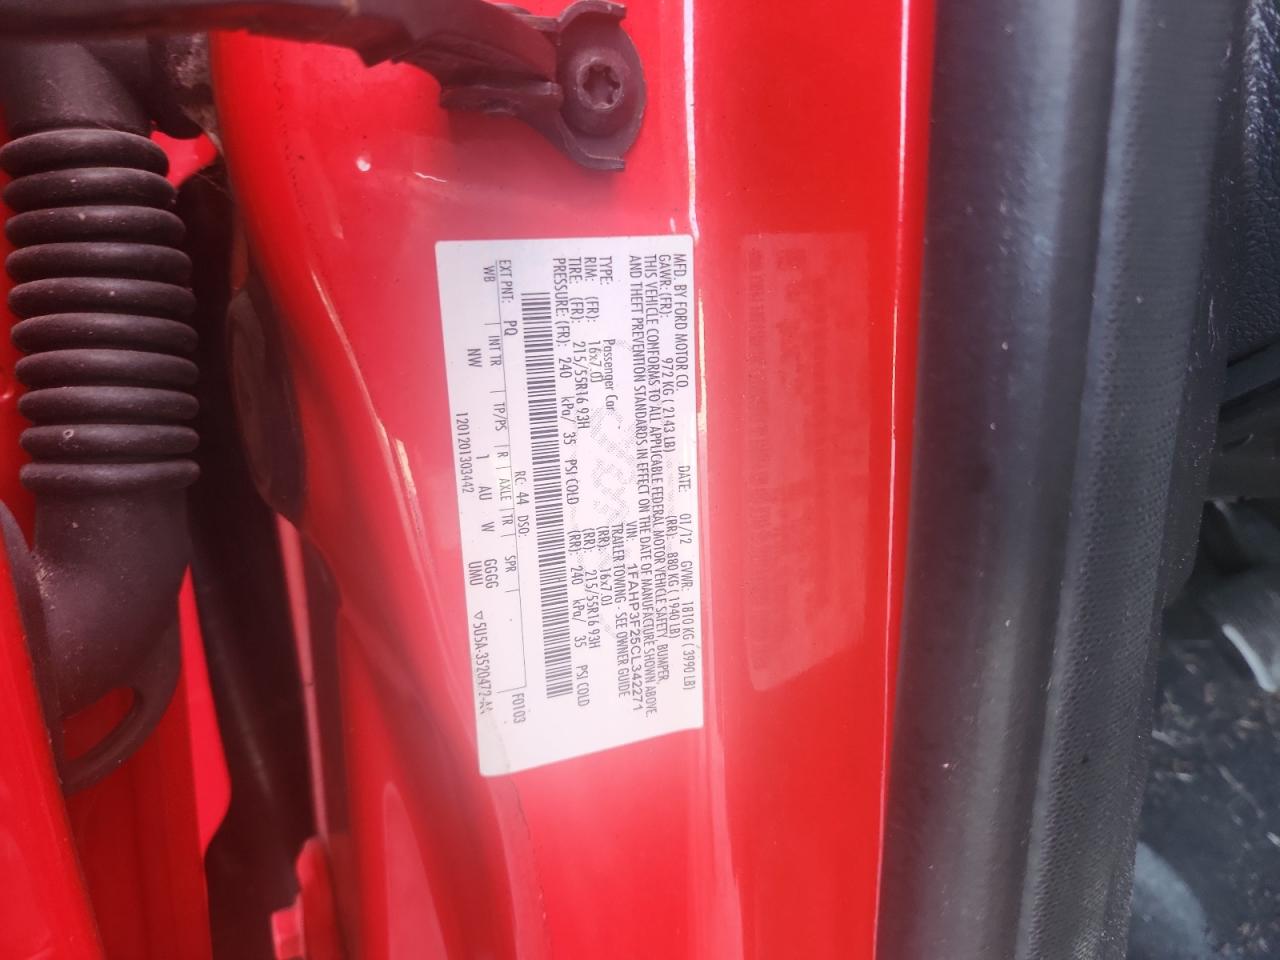 MFD. BY FORD MOTOR CO. DATE: 01/12 GVWR: 1810 KG ( 3990 LB)
GAWR: (FR): 972 KG ( 2143 LB) (RR): 880 KG ( 1940 LB)
THIS VEHICLE CONFORMS TO ALL APPLICABLE FEDERAL MOTOR VEHICLE SAFETY, BUMPER,
AND THEFT PREVENTION STANDARDS IN EFFECT ON THE DATE OF MANUFACTURE SHOWN ABOVE.
VIN: 1FAHP3F25CL342271
TYPE: Passenger Car TRAILER TOWING - SEE OWNER GUIDE
RIM: (FR): 16x7.0J (RR): 16x7.0J
TIRE: (FR): 215/55R16 93H (RR): 215/55R16 93H
PRESSURE: (FR): 240 kPa/ 35 PSI COLD (RR): 240 kPa/ 35 PSI COLD
RC: 44 DSO: F0103
EXT PNT: PQ
WB INT TR TP/PS R AXLE TR SPR
NW 1 AU W GGGG
1201201303442 UMU ▽5U5A-3520472-AA